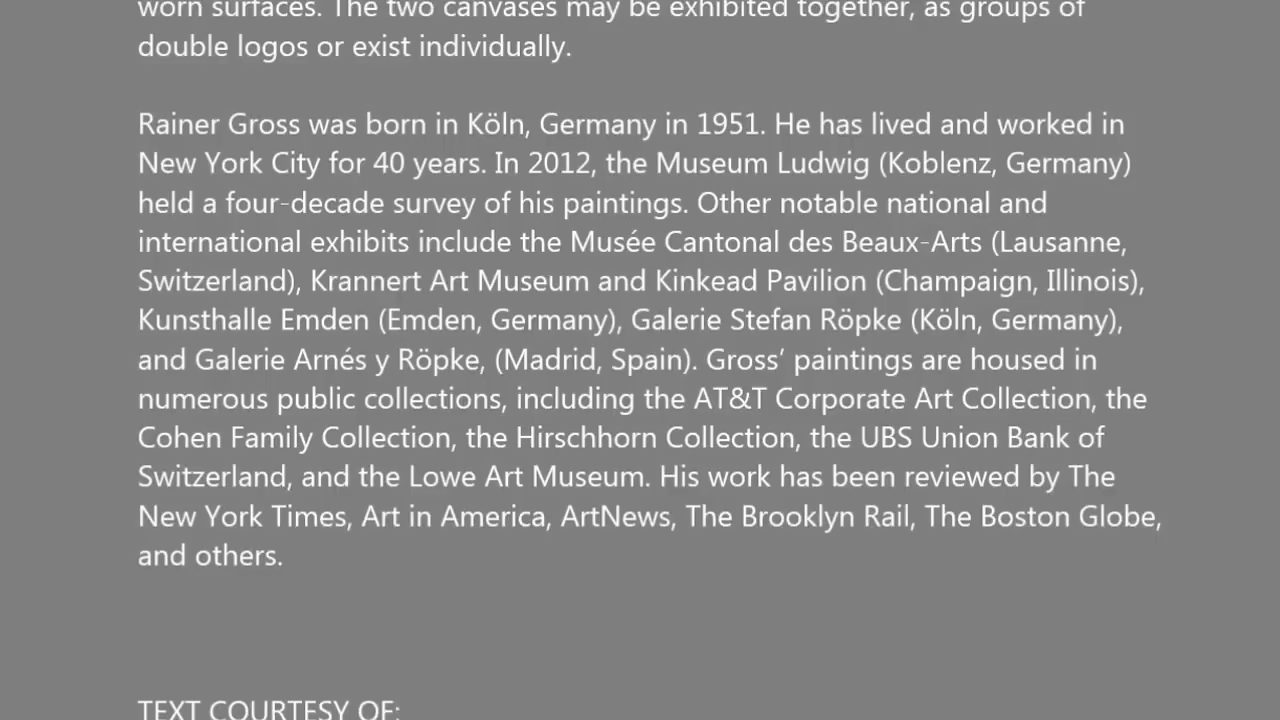 worn surfaces. The two canvases may be exhibited together, as groups of
double logos or exist individually.
Rainer Gross was born in Köln, Germany in 1951. He has lived and worked in
New York City for 40 years. In 2012, the Museum Ludwig (Koblenz, Germany)
held a four-decade survey of his paintings. Other notable national and
international exhibits include the Musée Cantonal des Beaux-Arts (Lausanne,
Switzerland), Krannert Art Museum and Kinkead Pavilion (Champaign, Illinois),
Kunsthalle Emden (Emden, Germany), Galerie Stefan Röpke (Köln, Germany),
and Galerie Arnés y Röpke, (Madrid, Spain). Gross’ paintings are housed in
numerous public collections, including the AT&T Corporate Art Collection, the
Cohen Family Collection, the Hirschhorn Collection, the UBS Union Bank of
Switzerland, and the Lowe Art Museum. His work has been reviewed by The
New York Times, Art in America, ArtNews, The Brooklyn Rail, The Boston Globe,
and others.
TEXT COURTESY OF: